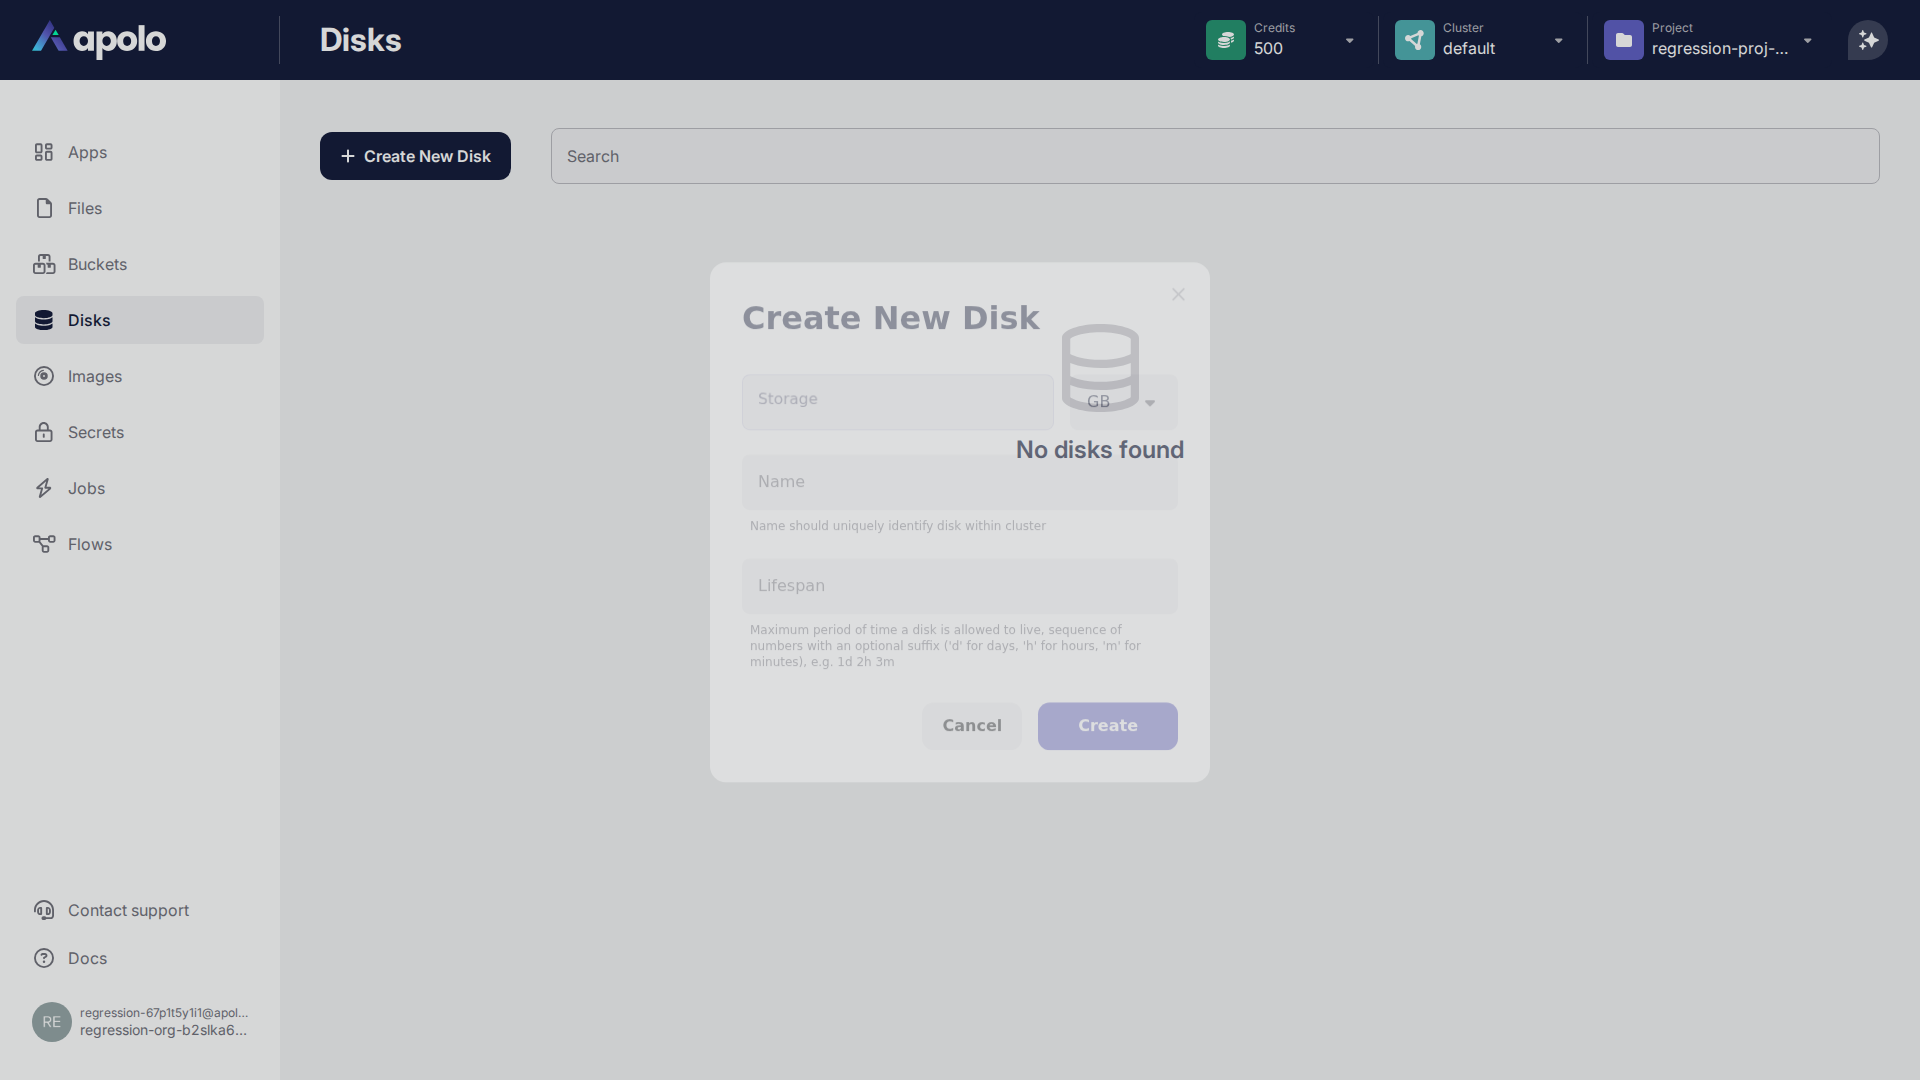 apolo
Disks
Credits
500
Cluster
default
Project
regression-proj-...
Apps
Files
Buckets
Disks
Images
Secrets
Jobs
Flows
Contact support
Docs
RE
regression-67p1t5y1i1@apol...
regression-org-b2slka6...
Create New Disk
Search
Create New Disk
Storage
GB
No disks found
Name
Name should uniquely identify disk within cluster
Lifespan
Maximum period of time a disk is allowed to live, sequence of
numbers with an optional suffix ('d' for days, 'h' for hours, 'm' for
minutes), e.g. 1d 2h 3m
Cancel
Create